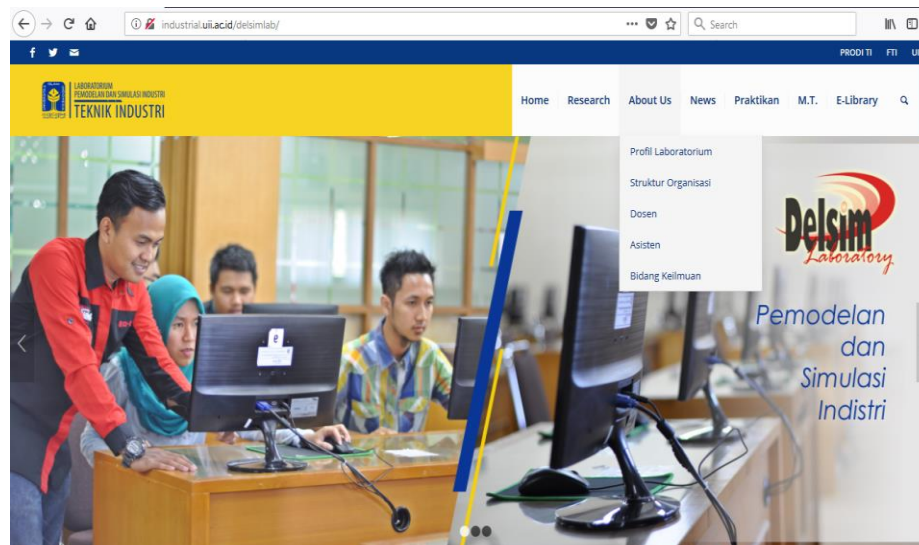 industrial.uii.ac.id/delsimlab/
Search
PRODI TI FTI
LABORATORIUM
PEMODELAN DAN SIMULASI INDUSTRI
TEKNIK INDUSTRI
Home Research About Us News Praktikan M.T. E-Library
Profil Laboratorium
Struktur Organisasi
Dosen
Asisten
Bidang Keilmuan
Delsim
Laboratory
Pemodelan
dan
Simulasi
Indistri